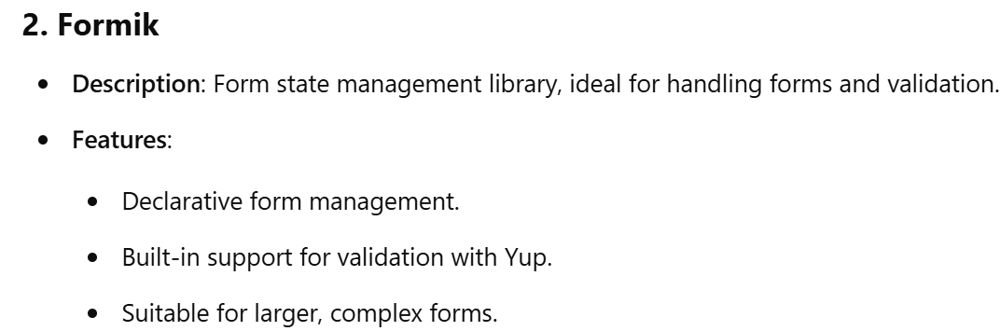 2. Formik
• Description: Form state management library, ideal for handling forms and validation.
• Features:
• Declarative form management.
• Built-in support for validation with Yup.
• Suitable for larger, complex forms.